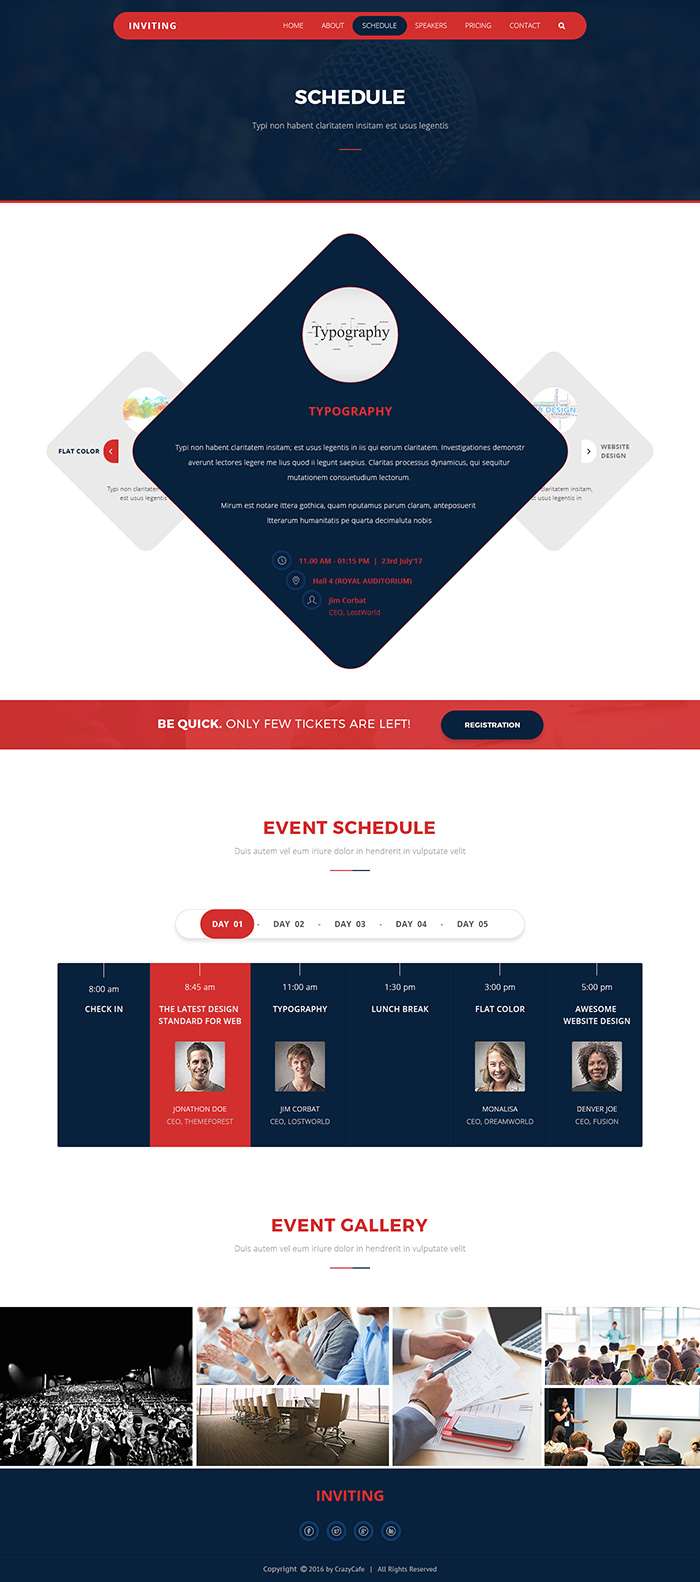 INVITING
HOME ABOUT SCHEDULE SPEAKERS PRICING CONTACT
SCHEDULE
Typi non habent claritatem insitam est usus legentis
Typography
TYPOGRAPHY
FLAT COLOR
WEBSITE
DESIGN
Typi non habent claritatem
est usus legentis
Typi non habent claritatem insitam; est usus legentis in iis qui eorum claritatem. Investigationes demonstr
averunt lectores legere me lius quod ii legunt saepius. Claritas processus dynamicus, qui sequitur
mutationem consuetudium lectorum.
insitam,
est usus legentis in
Mirum est notare ittera gothica, quam nputamus parum claram, anteposuerit
ltterarum humanitatis pe quarta decimaluta nobis
11.00 AM - 01:15 PM | 23rd July'17
Hall 4 (ROYAL AUDITORIUM)
Jim Corbat
CEO, LostWorld
BE QUICK. ONLY FEW TICKETS ARE LEFT!
REGISTRATION
EVENT SCHEDULE
Duis autem vel eum iriure dolor in hendrerit in vulputate velit
DAY 01 - DAY 02 - DAY 03 - DAY 04 - DAY 05
8:00 am
CHECK IN
8:45 am
THE LATEST DESIGN
STANDARD FOR WEB
JONATHON DOE
CEO, THEMEFOREST
11:00 am
TYPOGRAPHY
JIM CORBAT
CEO, LOSTWORLD
1:30 pm
LUNCH BREAK
3:00 pm
FLAT COLOR
MONALISA
CEO, DREAMWORLD
5:00 pm
AWESOME
WEBSITE DESIGN
DENVER JOE
CEO, FUSION
EVENT GALLERY
Duis autem vel eum iriure dolor in hendrerit in vulputate velit
INVITING
Copyright © 2016 by CrazyCafe | All Rights Reserved